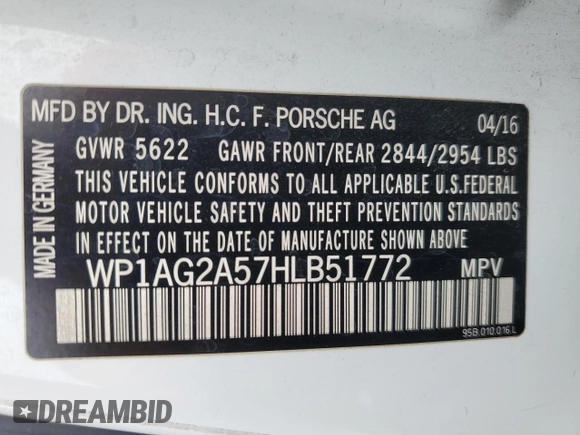 MFD BY DR. ING. H.C. F. PORSCHE AG 04/16
GVWR 5622 GAWR FRONT/REAR 2844/2954 LBS
THIS VEHICLE CONFORMS TO ALL APPLICABLE U.S.FEDERAL
MOTOR VEHICLE SAFETY AND THEFT PREVENTION STANDARDS
IN EFFECT ON THE DATE OF MANUFACTURE SHOWN ABOVE.
WP1AG2A57HLB51772 MPV
MADE IN GERMANY
95B.010.016.L
DREAMBID